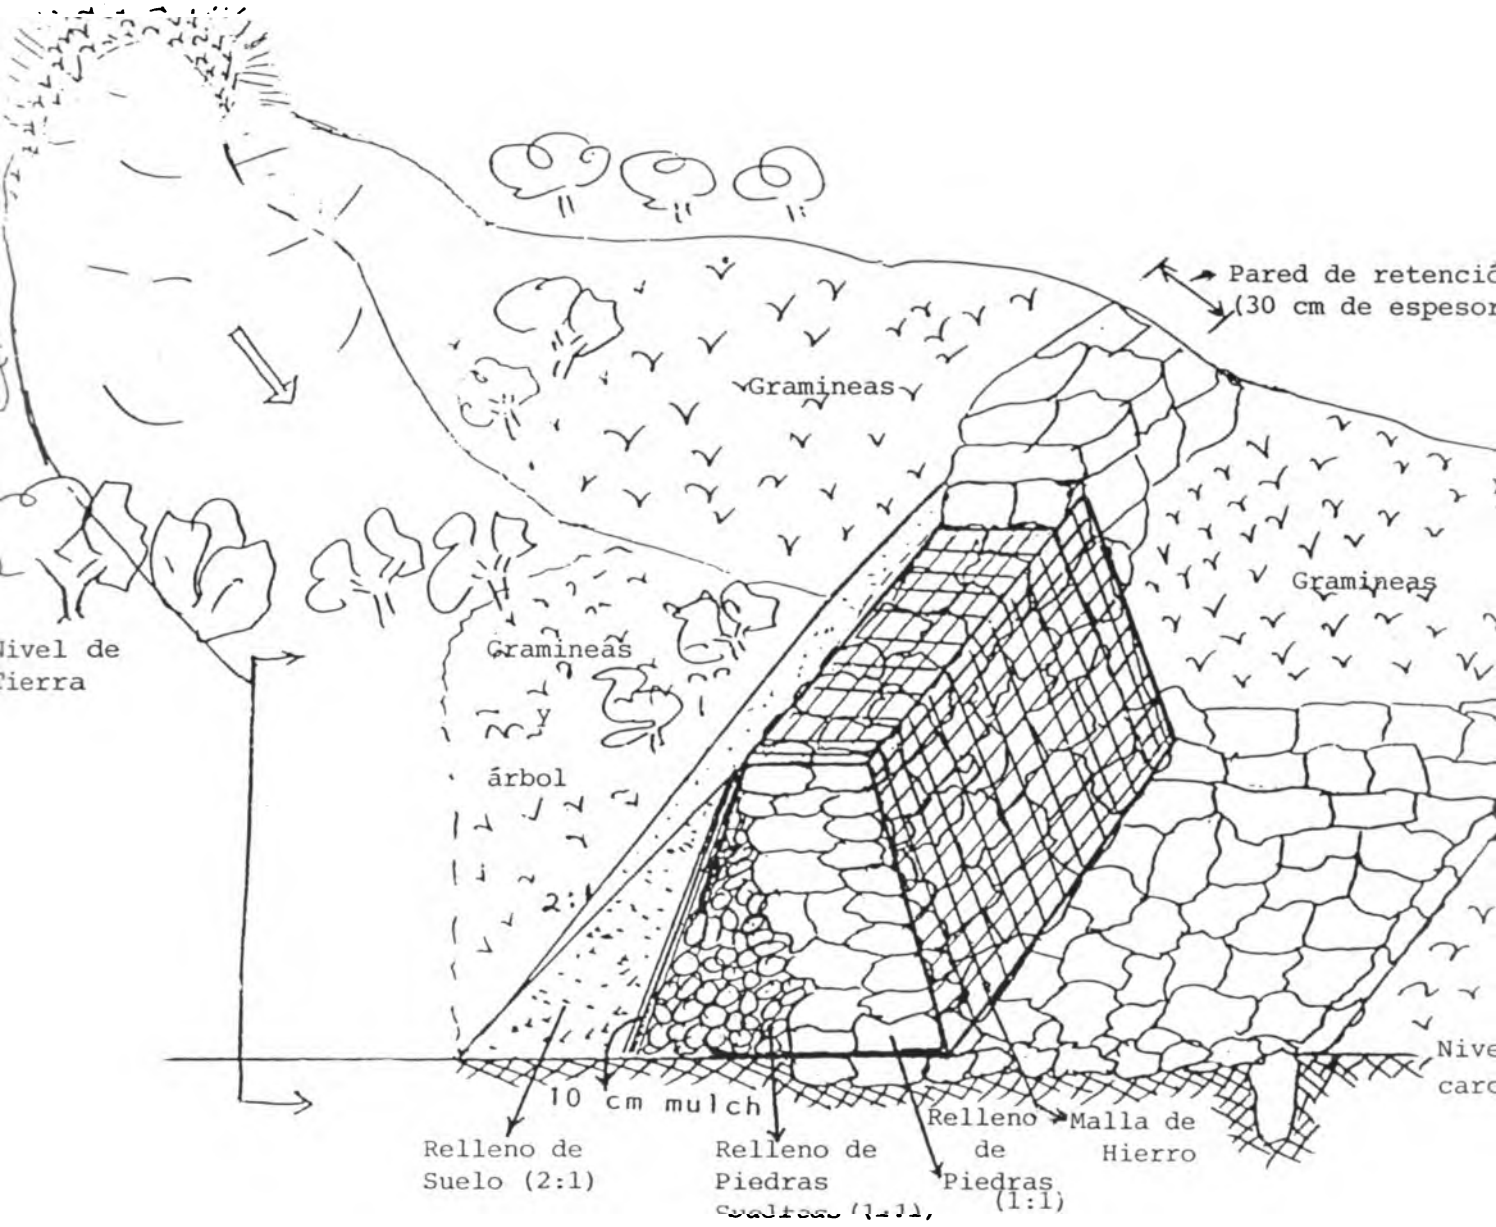 Pared de retenció
(30 cm de espesor
Gramineas
Gramineas
Nivel de
Tierra
Gramineas
y
árbol
2:1
10 cm mulch
Relleno de
Suelo (2:1)
Relleno de
Piedras
Sueltas (1:1)
Relleno
de
Piedras
(1:1)
Malla de
Hierro
Nive